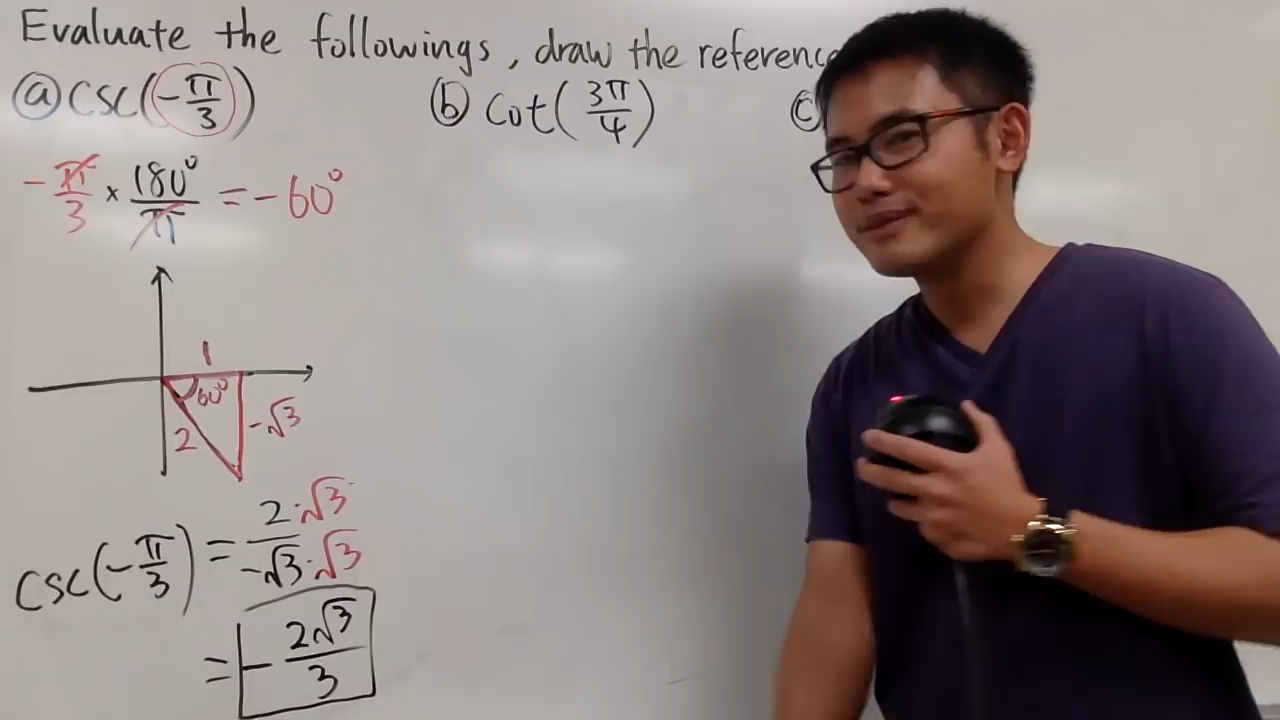 Evaluate the followings, draw the referenc
ⓐ csc(-π/3)
ⓑ cot(3π/4)
ⓒ
-π/3 × 180°/π = -60°
1
60°
2
-√3
csc(-π/3) = 2·√3/-√3·√3
= -2√3/3